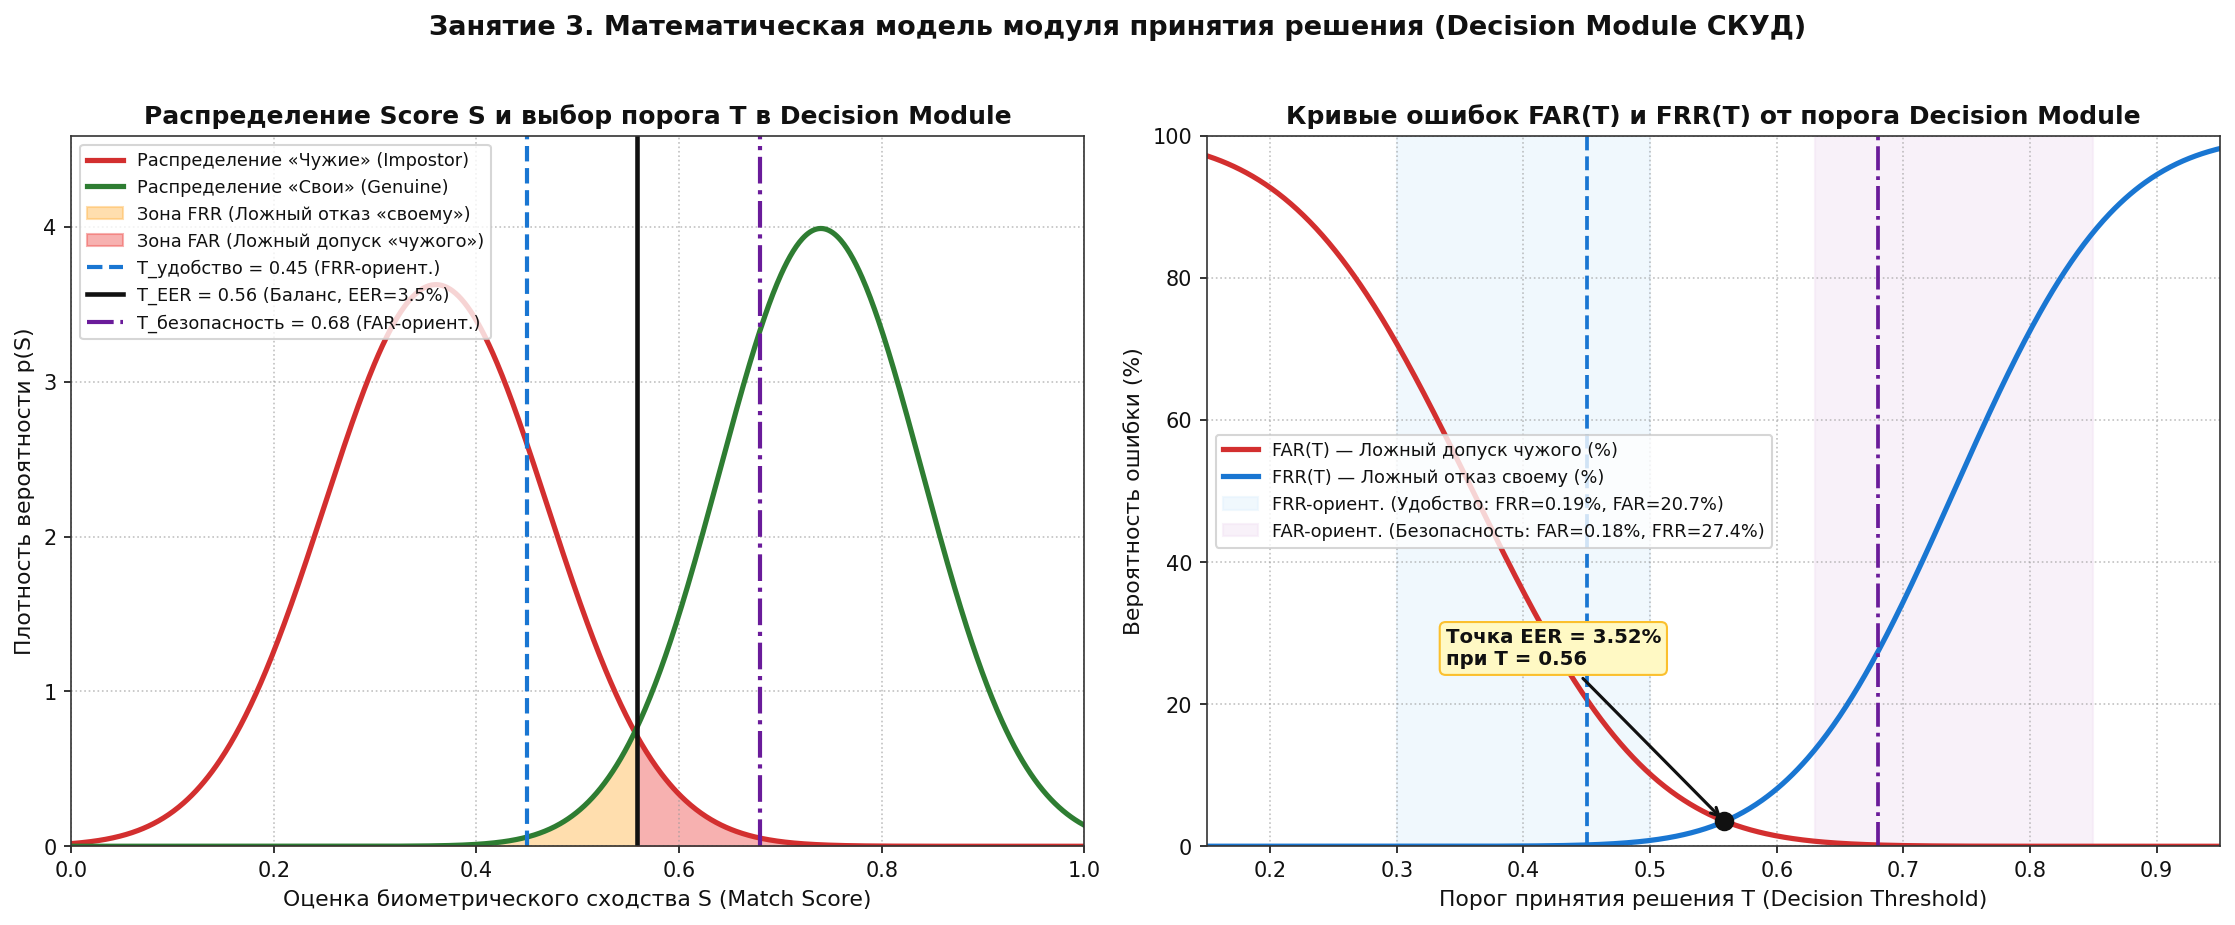 Занятие 3. Математическая модель модуля принятия решения (Decision Module СКУД)
Распределение Score S и выбор порога T в Decision Module
Распределение «Чужие» (Impostor)
Распределение «Свои» (Genuine)
Зона FRR (Ложный отказ «своему»)
Зона FAR (Ложный допуск «чужого»)
T_удобство = 0.45 (FRR-ориент.)
T_EER = 0.56 (Баланс, EER=3.5%)
T_безопасность = 0.68 (FAR-ориент.)
Плотность вероятности p(S)
4
3
2
1
0
0.0 0.2 0.4 0.6 0.8 1.0
Оценка биометрического сходства S (Match Score)
Кривые ошибок FAR(T) и FRR(T) от порога Decision Module
FAR(T) — Ложный допуск чужого (%)
FRR(T) — Ложный отказ своему (%)
FRR-ориент. (Удобство: FRR=0.19%, FAR=20.7%)
FAR-ориент. (Безопасность: FAR=0.18%, FRR=27.4%)
Точка EER = 3.52%
при T = 0.56
Вероятность ошибки (%)
100
80
60
40
20
0
0.2 0.3 0.4 0.5 0.6 0.7 0.8 0.9
Порог принятия решения T (Decision Threshold)